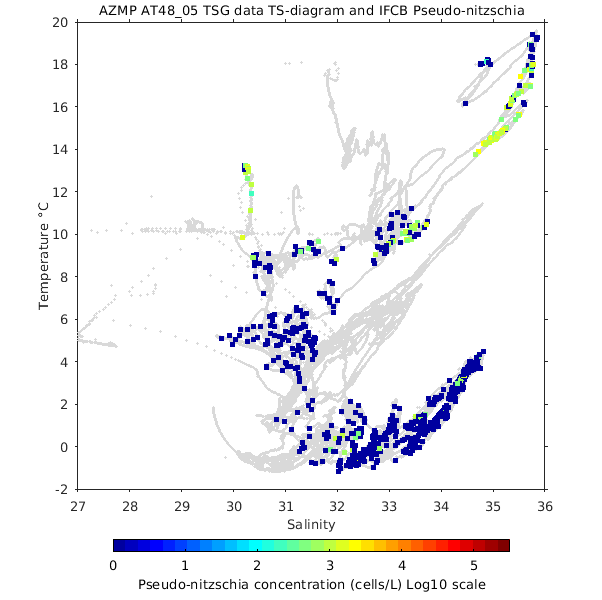 AZMP AT48_05 TSG data TS-diagram and IFCB Pseudo-nitzschia
20
18
16
14
12
10
8
6
4
2
0
-2
Temperature °C
27 28 29 30 31 32 33 34 35 36
Salinity
0 1 2 3 4 5
Pseudo-nitzschia concentration (cells/L) Log10 scale